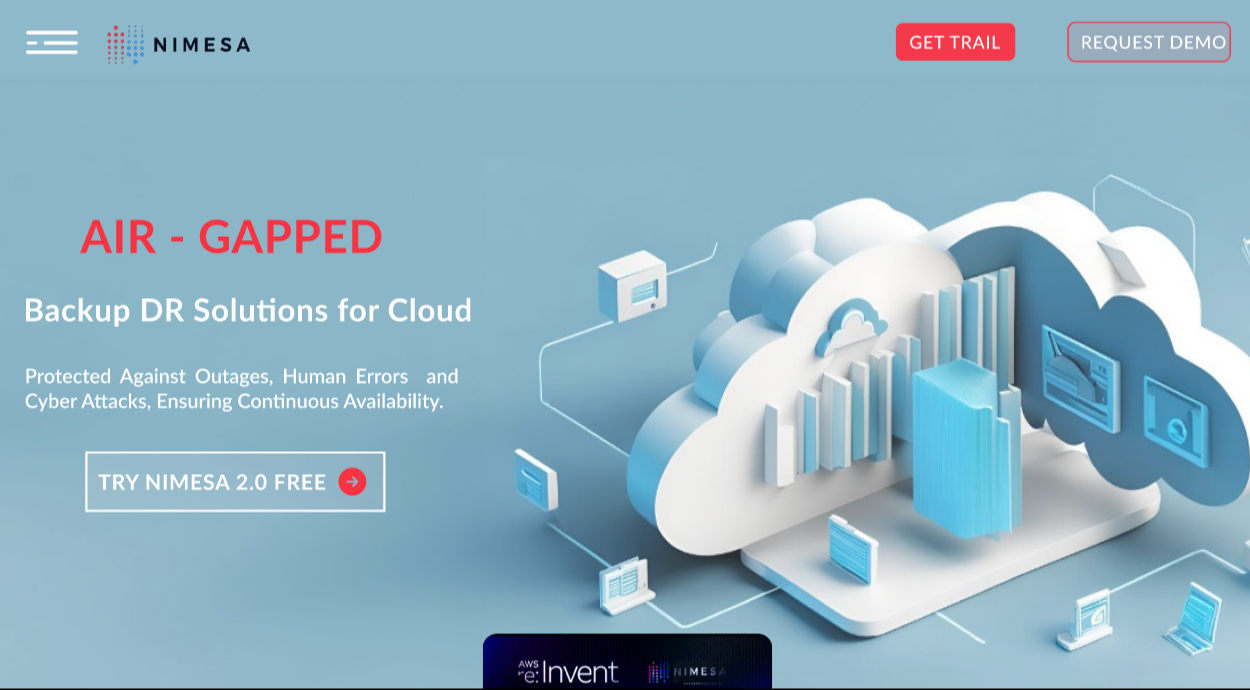 NIMESA
GET TRAIL
REQUEST DEMO
AIR - GAPPED
Backup DR Solutions for Cloud
Protected Against Outages, Human Errors and
Cyber Attacks, Ensuring Continuous Availability.
TRY NIMESA 2.0 FREE
AWS
re:Invent
NIMESA